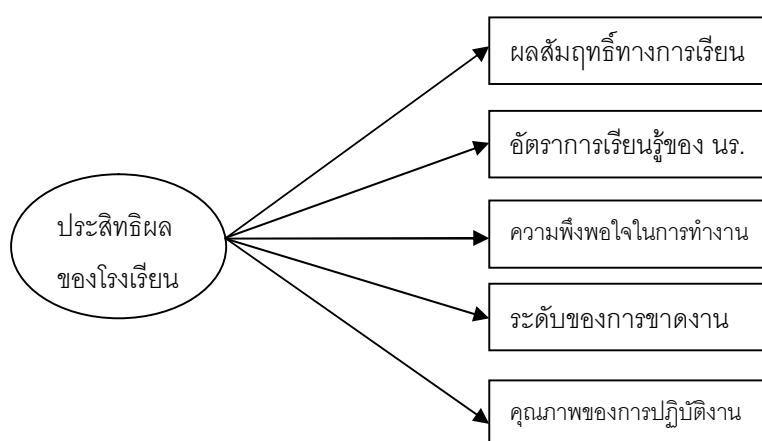 ผลสัมฤทธิ์ทางการเรียน
อัตราการเรียนรู้ของ นร.
ประสิทธิผล
ของโรงเรียน
ความพึงพอใจในการทำงาน
ระดับของการขาดงาน
คุณภาพของการปฏิบัติงาน